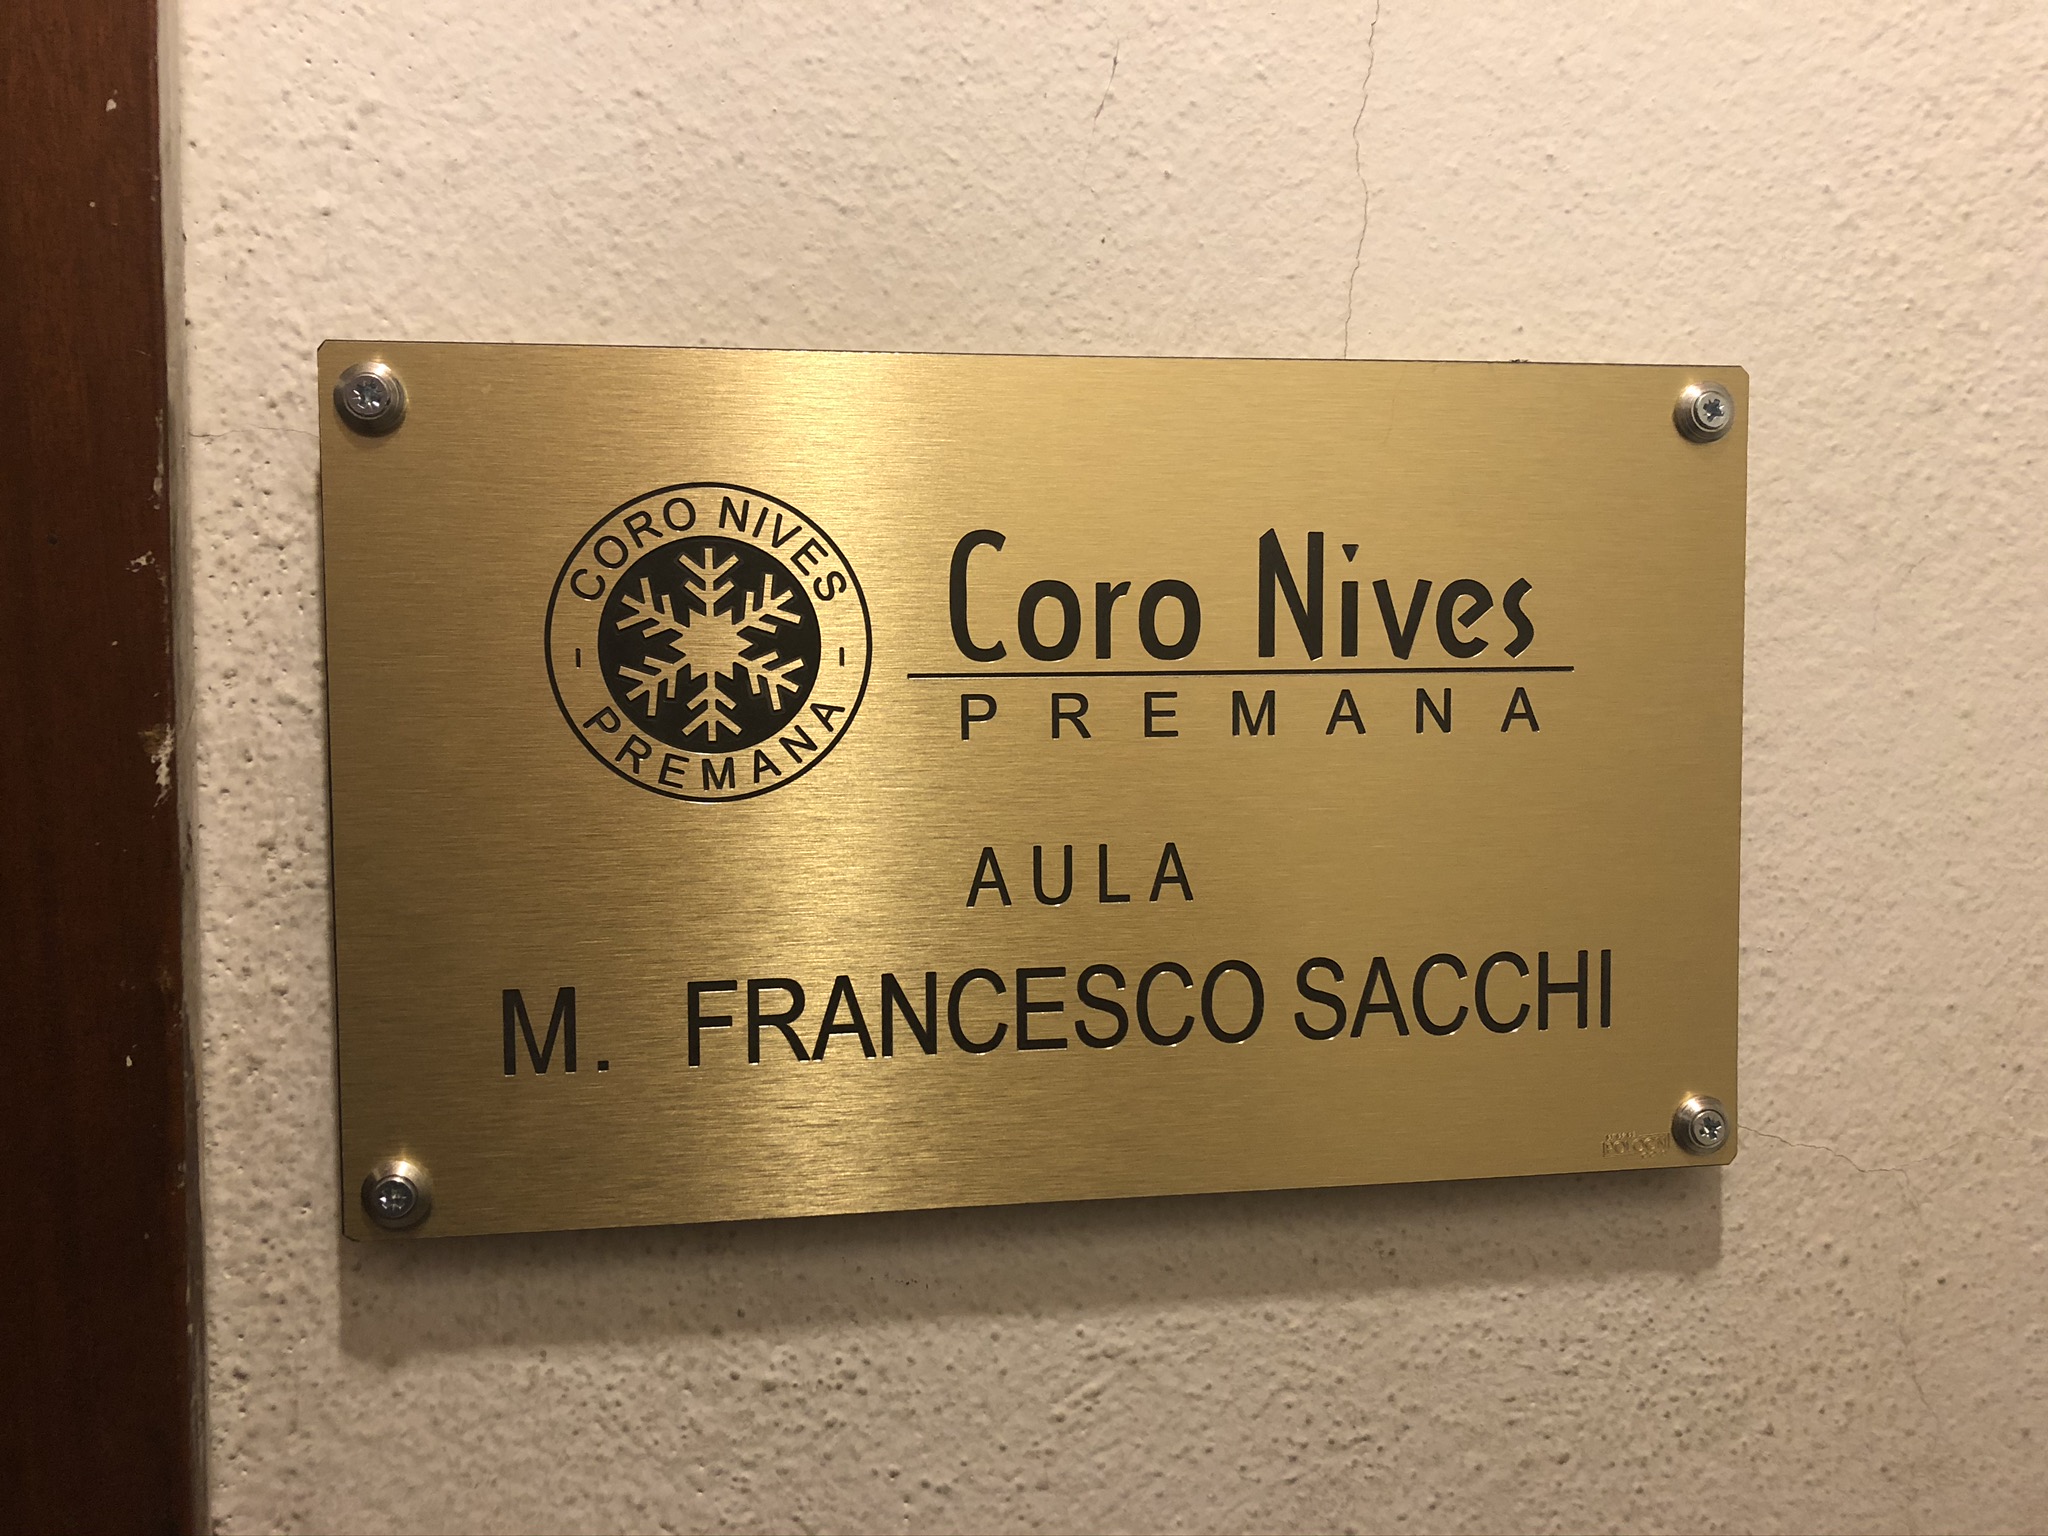 CORO NIVES
- PREMANA -
Coro Nives
PREMANA
AULA
M. FRANCESCO SACCHI